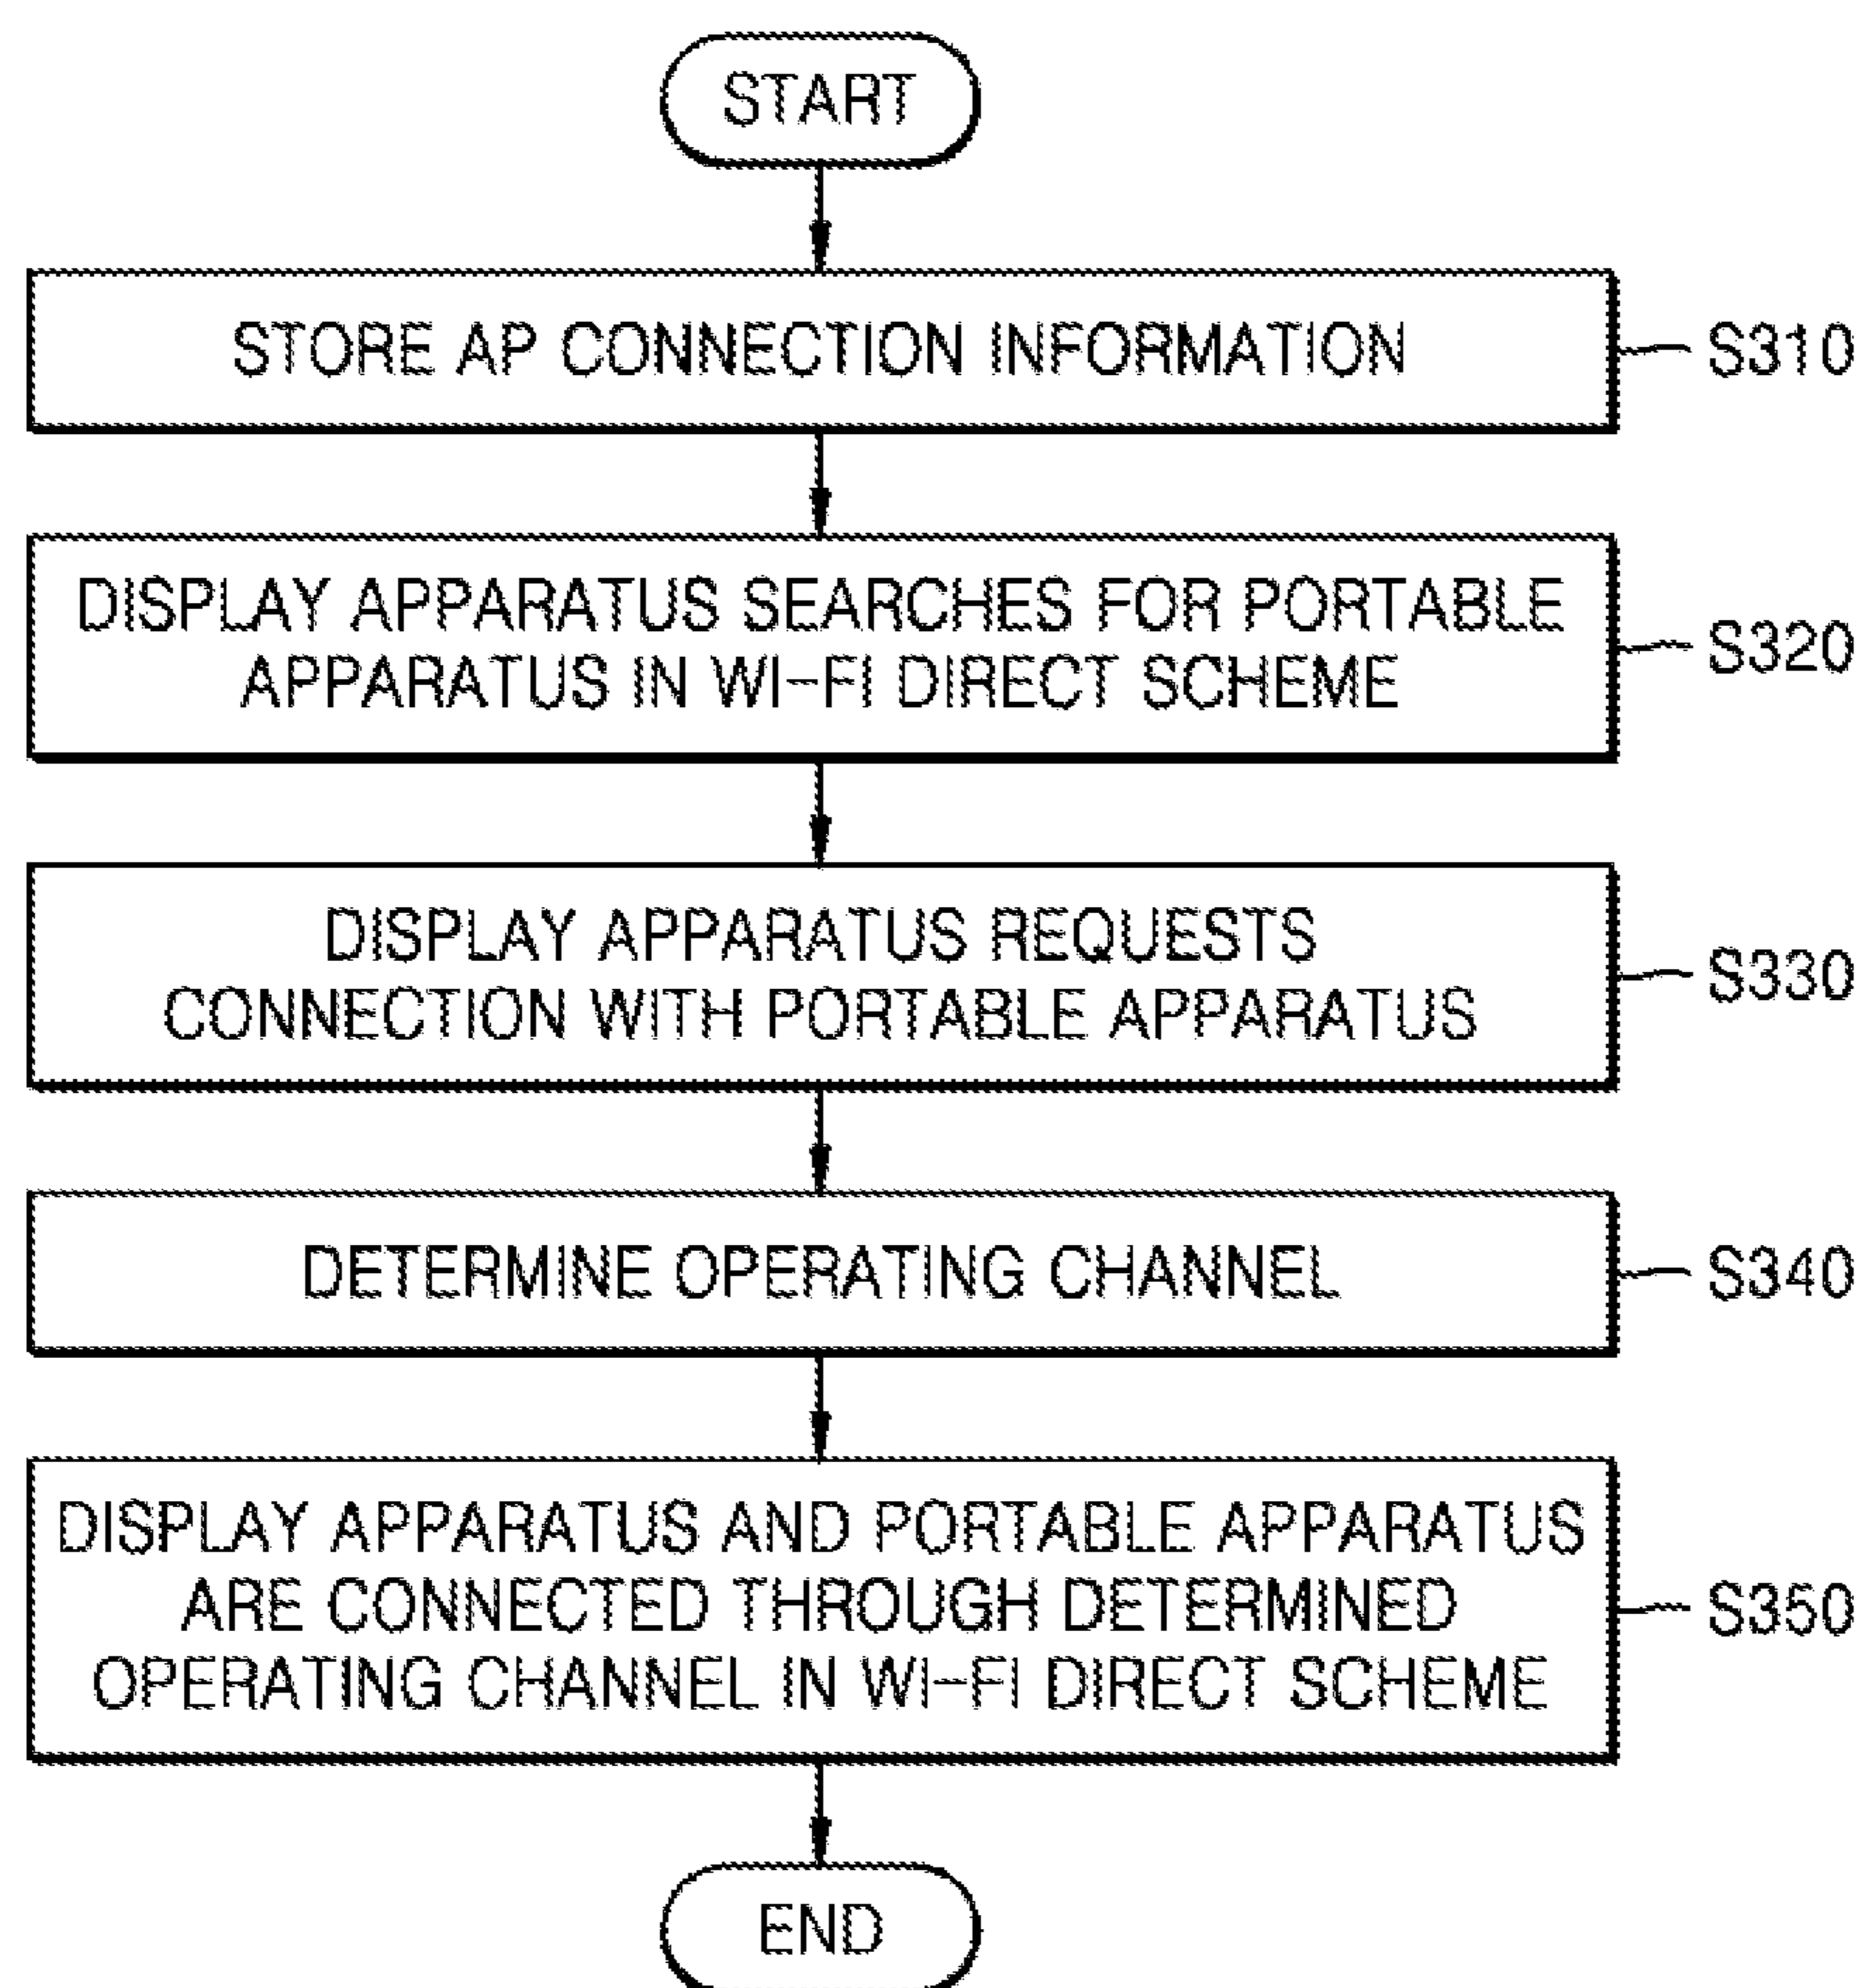 START
STORE AP CONNECTION INFORMATION
S310
DISPLAY APPARATUS SEARCHES FOR PORTABLE
APPARATUS IN WI-FI DIRECT SCHEME
S320
DISPLAY APPARATUS REQUESTS
CONNECTION WITH PORTABLE APPARATUS
S330
DETERMINE OPERATING CHANNEL
S340
DISPLAY APPARATUS AND PORTABLE APPARATUS
ARE CONNECTED THROUGH DETERMINED
OPERATING CHANNEL IN WI-FI DIRECT SCHEME
S350
END